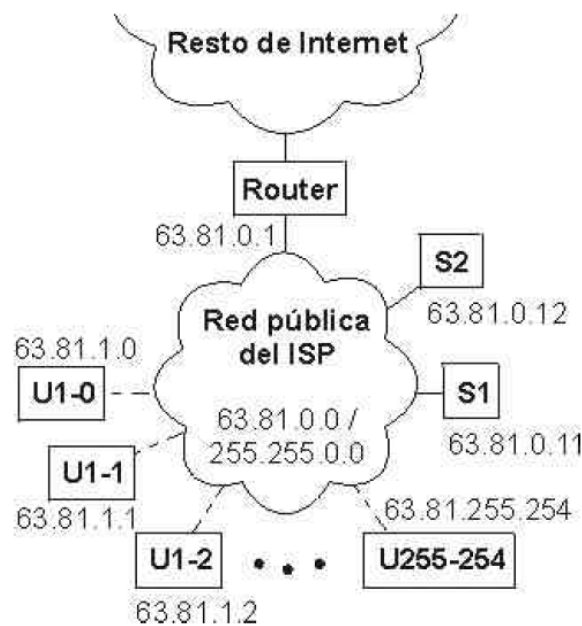 Resto de Internet
Router
63.81.0.1
S2
63.81.0.12
Red pública
del ISP
63.81.1.0
U1-0
S1
63.81.0.0 /
255.255.0.0
63.81.0.11
U1-1
63.81.1.1
63.81.255.254
U1-2
U255-254
63.81.1.2